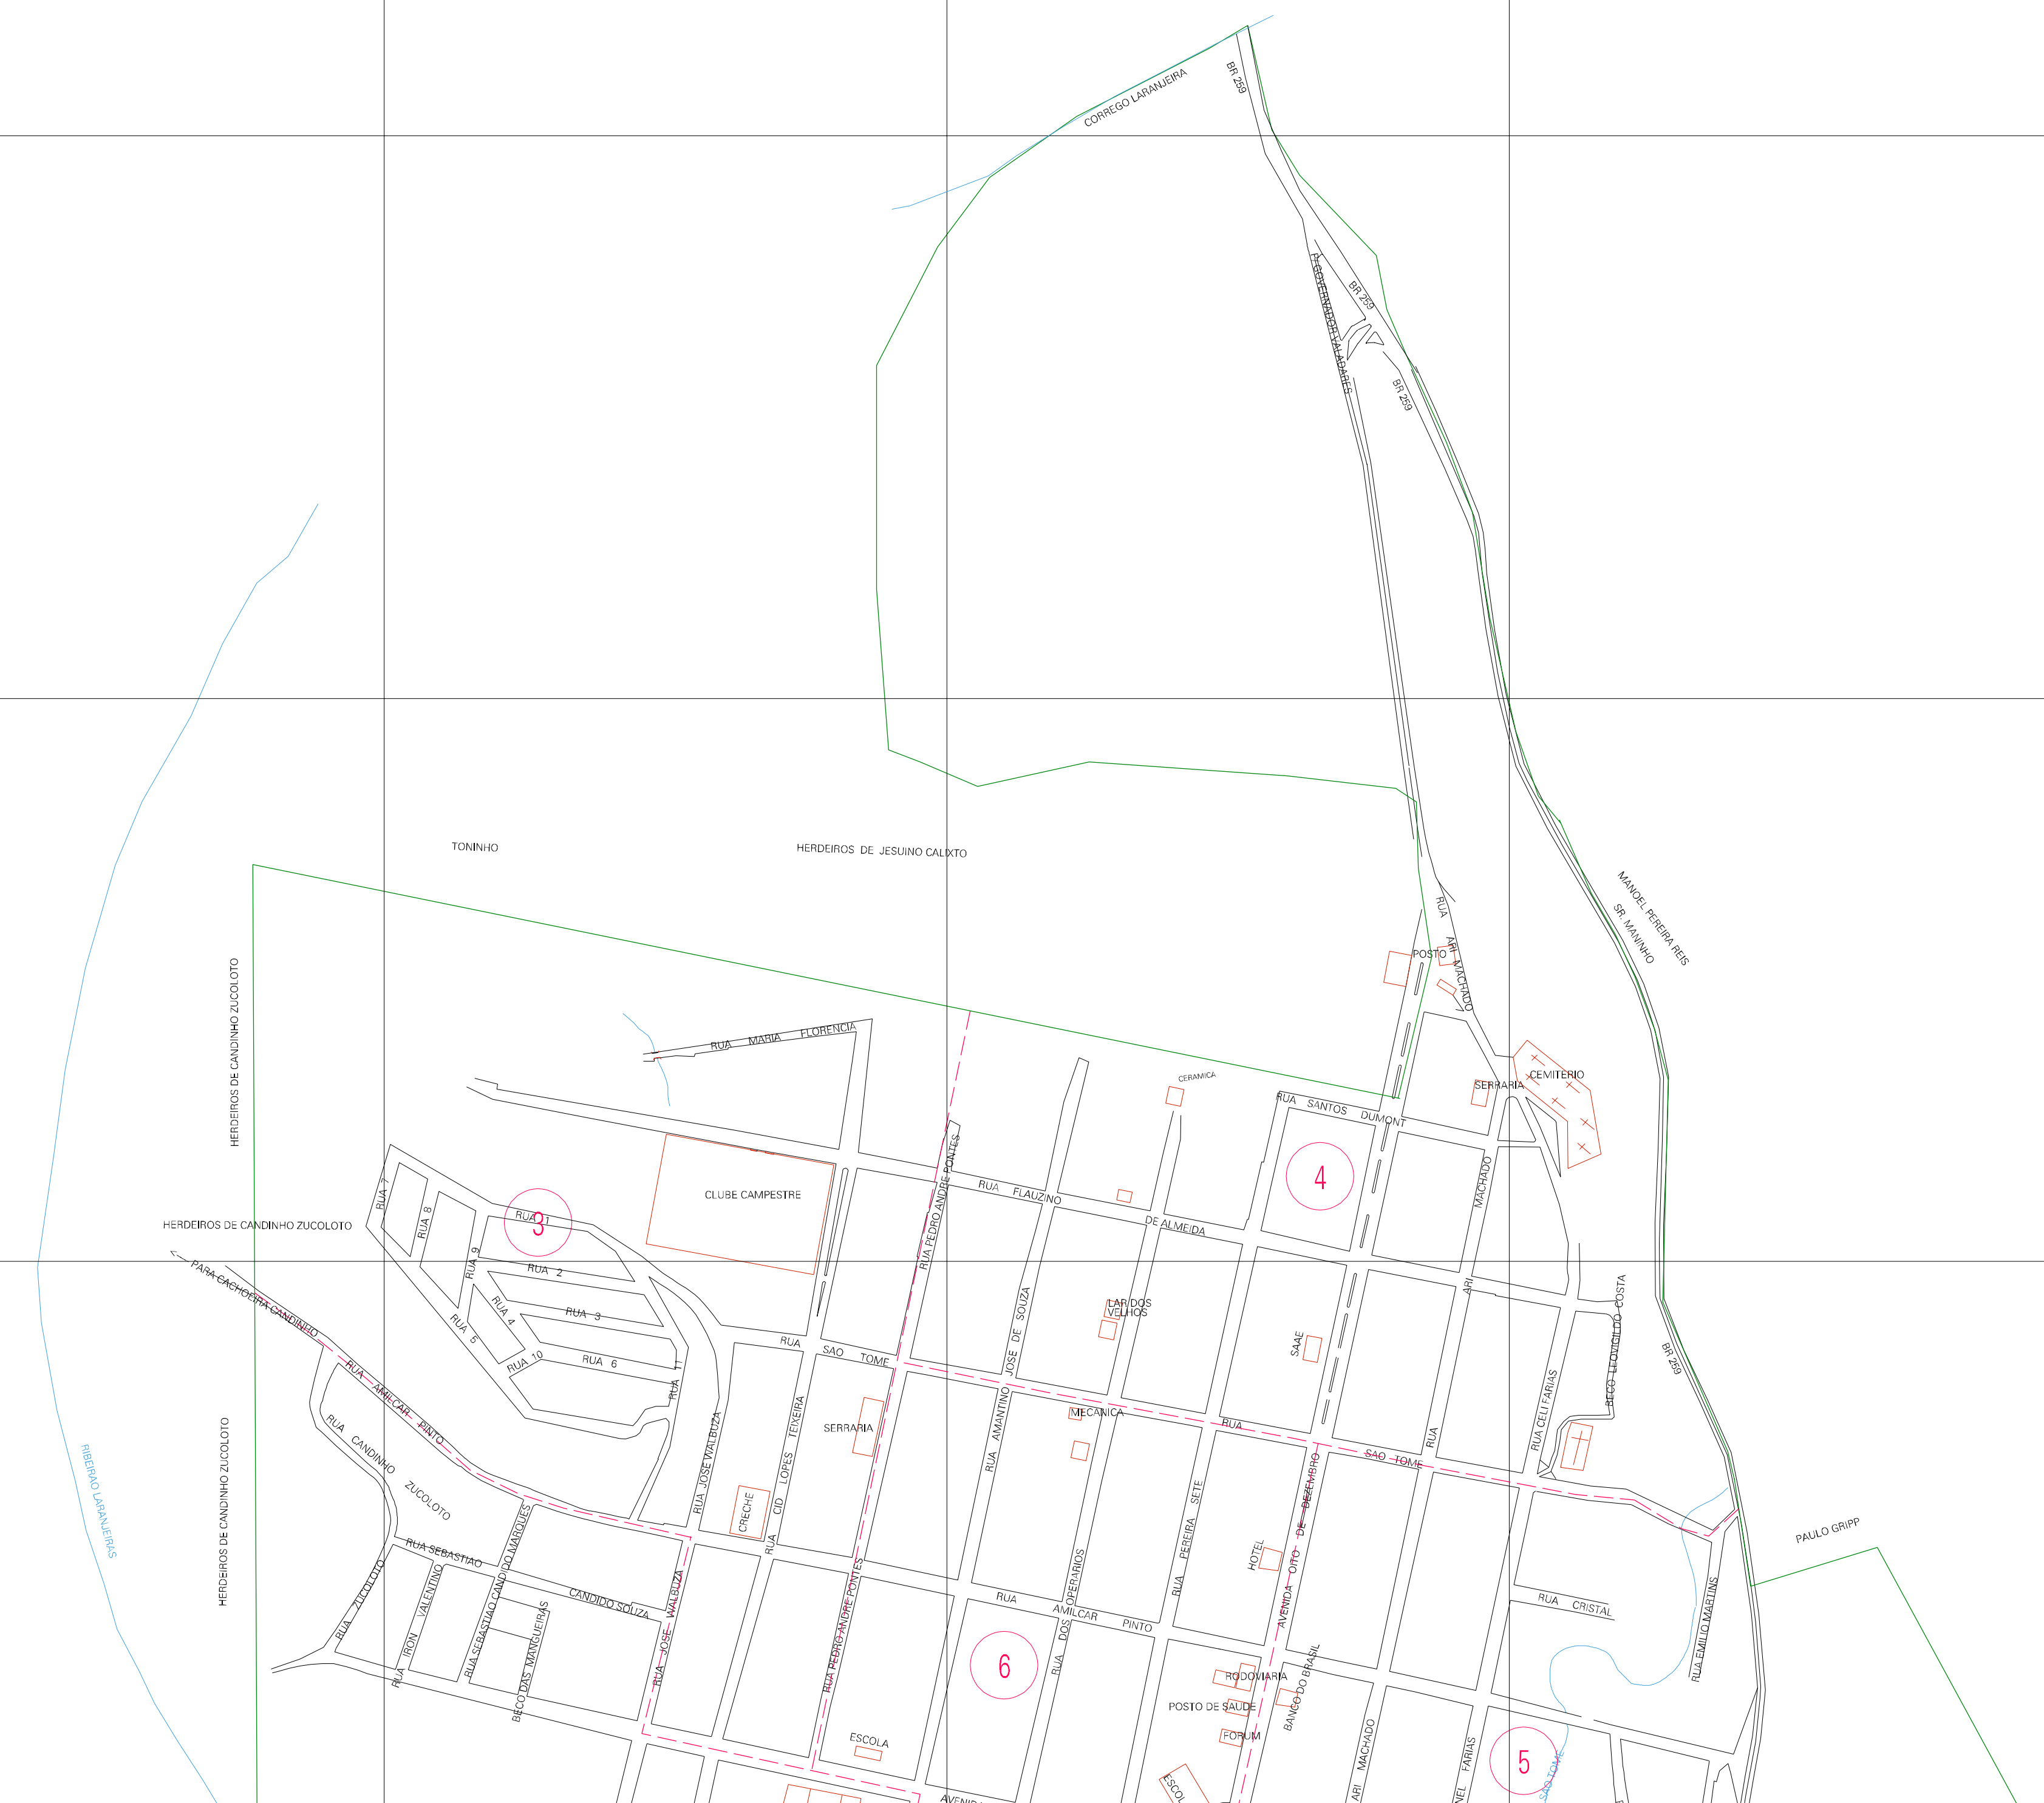 CORREGO LARANJEIRA
BR 259
BR 259
BR 259
TONINHO
HERDEIROS DE JESUINO CALIXTO
MANOEL PEREIRA REIS
SR. MANINHO
RUA ARI MACHADO
POSTO
HERDEIROS DE CANDINHO ZUCOLOTO
RUA MARIA FLORENCIA
CERAMICA
SERRARIA
CEMITERIO
RUA SANTOS DUMONT
4
CLUBE CAMPESTRE
RUA PEDRO ANDRE PONTES
RUA FLAUZINO DE ALMEIDA
RUA 7
RUA 8
RUA 9
RUA 1
3
HERDEIROS DE CANDINHO ZUCOLOTO
PARA CACHOEIRA CANDINHO
RUA 2
RUA 3
RUA 4
RUA 5
RUA 6
RUA 10
RUA 11
RUA SAO TOME
LAR DOS
VELHOS
SAAE
RUA ARI MACHADO
BECO LEOVIGILDO COSTA
RUA CELI FARIAS
BR 259
RUA AMILCAR PINTO
RUA CANDINHO ZUCOLOTO
HERDEIROS DE CANDINHO ZUCOLOTO
RIBEIRAO LARANJEIRAS
RUA JOSE WALBUZA
RUA CID LOPES TEIXEIRA
SERRARIA
CRECHE
RUA AMANTINO JOSE DE SOUZA
MECANICA
RUA SAO TOME
RUA PEREIRA SETE
AVENIDA OITO DE DEZEMBRO
HOTEL
PAULO GRIPP
RUA SEBASTIAO CANDIDO SOUZA
RUA SEBASTIAO CANDIDO MARQUES
RUA ZUCOLOTO
RUA IRON VALENTINO
BECO DAS MANGUEIRAS
RUA JOSE WALBUZA
RUA PEDRO ANDRE PONTES
RUA AMILCAR PINTO
RUA DOS OPERARIOS
6
RUA CRISTAL
RUA EMILIO MARTINS
RODOVIARIA
POSTO DE SAUDE
BANCO DO BRASIL
FORUM
ESCOLA
ARI MACHADO
NEL FARIAS
5
SAO TOME
ESCOL
AVENID